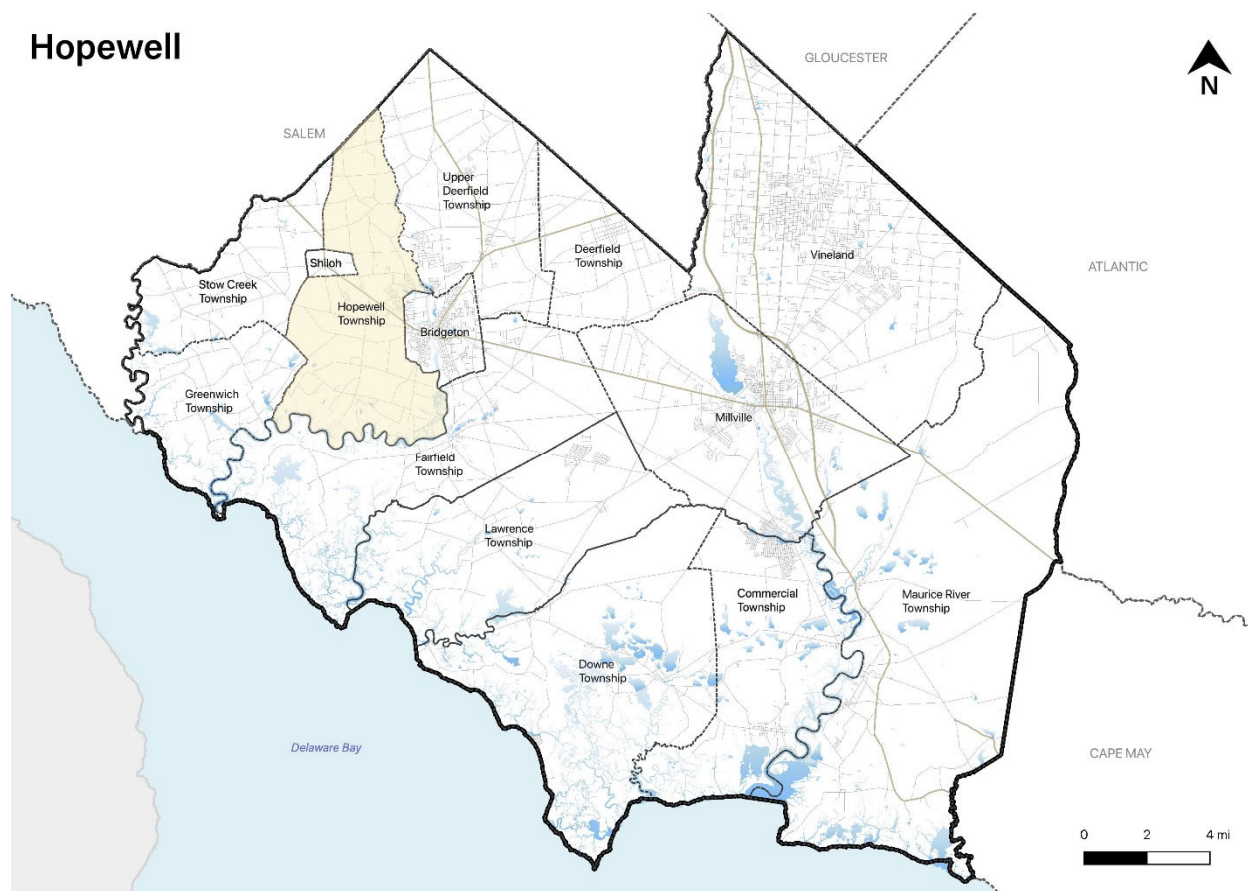 Hopewell
GLOUCESTER
N
SALEM
Upper
Deerfield
Township
Deerfield
Township
Vineland
ATLANTIC
Shiloh
Stow Creek
Township
Hopewell
Township
Bridgeton
Greenwich
Township
Millville
Fairfield
Township
Lawrence
Township
Commercial
Township
Maurice River
Township
Downe
Township
Delaware Bay
CAPE MAY
0 2 4 mi